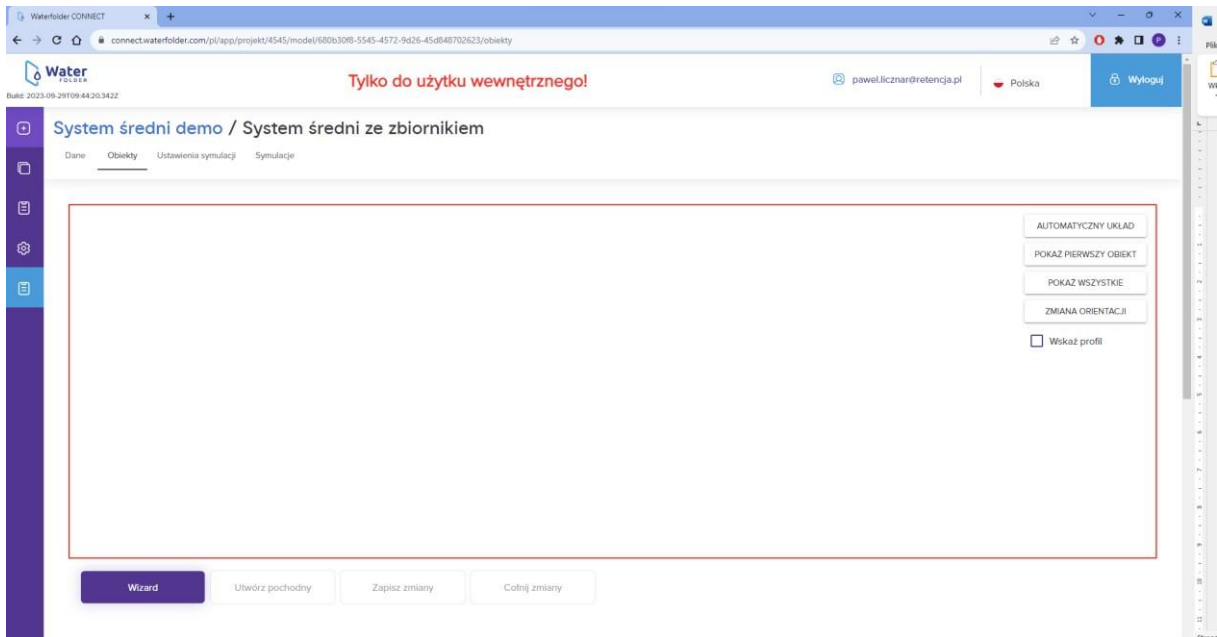 Waterfolder CONNECT
connect.waterfolder.com/pl/app/projekt/4545/model/680b30f8-5545-4572-9d26-45d848702623/obiekty
Plik
Water
FOLDER
Build: 2023-09-29T09:44:20.342Z
Tylko do użytku wewnętrznego!
pawel.licznar@retencja.pl
Polska
Wyloguj
System średni demo / System średni ze zbiornikiem
Dane Obiekty Ustawienia symulacji Symulacje
AUTOMATYCZNY UKŁAD
POKAŻ PIERWSZY OBIEKT
POKAŻ WSZYSTKIE
ZMIANA ORIENTACJI
Wskaż profil
Wizard Utwórz pochodny Zapisz zmiany Cofnij zmiany